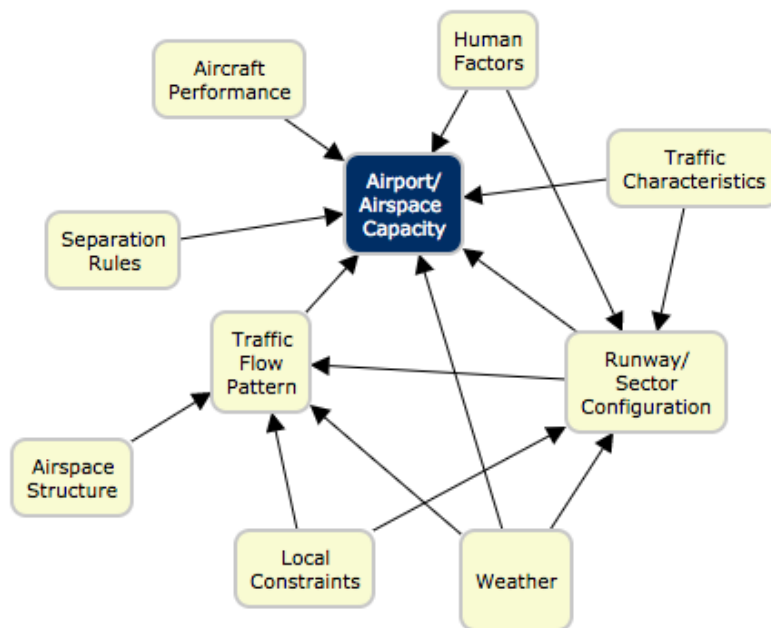 Human
Factors
Aircraft
Performance
Traffic
Characteristics
Airport/
Airspace
Capacity
Separation
Rules
Traffic
Flow
Pattern
Runway/
Sector
Configuration
Airspace
Structure
Local
Constraints
Weather